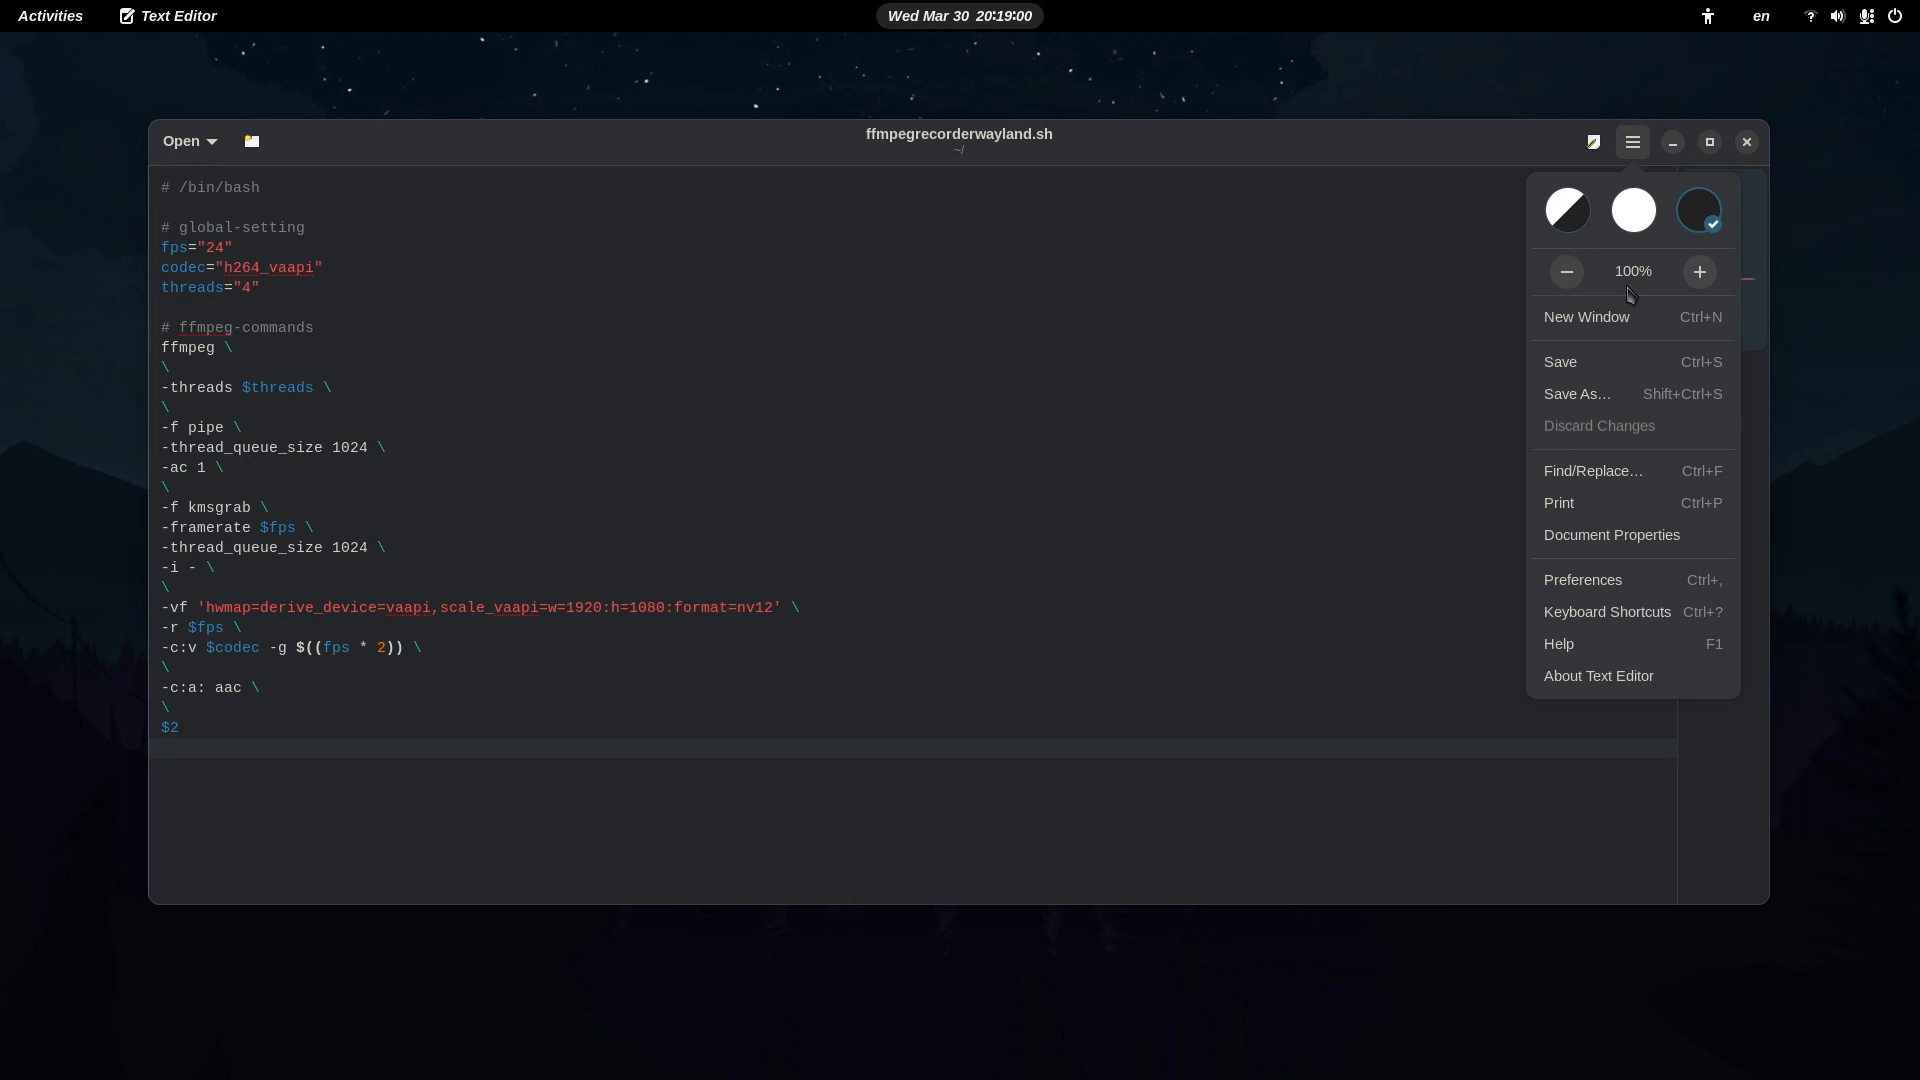 Activities
Text Editor
Wed Mar 30 20:19:00
en
Open
ffmpegrecorderwayland.sh
~/
# /bin/bash
# global-setting
fps="24"
codec="h264_vaapi"
threads="4"
# ffmpeg-commands
ffmpeg \
\
-threads $threads \
\
-f pipe \
-thread_queue_size 1024 \
-ac 1 \
\
-f kmsgrab \
-framerate $fps \
-thread_queue_size 1024 \
-i - \
\
-vf 'hwmap=derive_device=vaapi,scale_vaapi=w=1920:h=1080:format=nv12' \
-r $fps \
-c:v $codec -g $((fps * 2)) \
\
-c:a: aac \
\
$2
100%
New Window Ctrl+N
Save Ctrl+S
Save As… Shift+Ctrl+S
Discard Changes
Find/Replace… Ctrl+F
Print Ctrl+P
Document Properties
Preferences Ctrl+,
Keyboard Shortcuts Ctrl+?
Help F1
About Text Editor